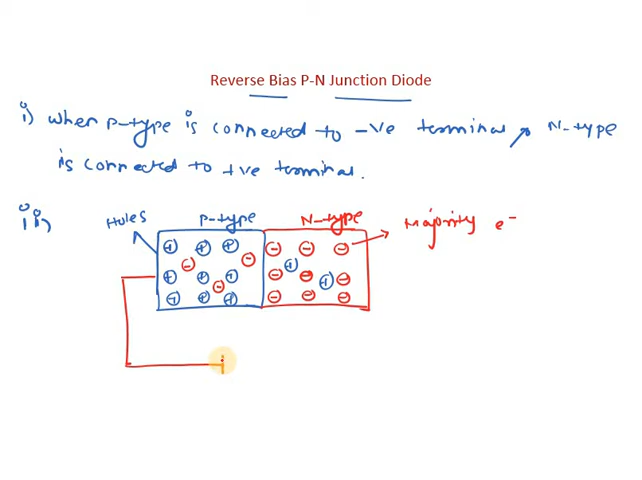 Reverse Bias P-N Junction Diode
i) when P-type is connected to -ve terminal, N-type
is connected to +ve terminal.
ii)
Holes P-type N-type Majority e⁻
+ + + - - -
- - +
+ + - - -
- +
+ + + - - -